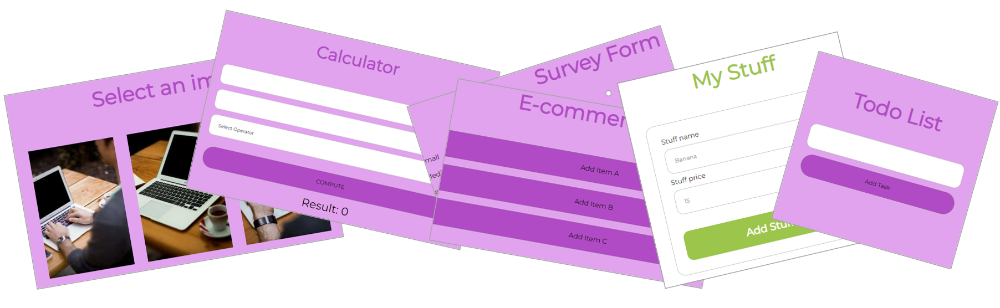 Select an im
Calculator
Select Operator
COMPUTE
Result: 0
Survey Form
mall
E-commer
Add Item A
Add Item B
Add Item C
My Stuff
Stuff name
Banana
Stuff price
15
Add Stu
Todo List
Add Task